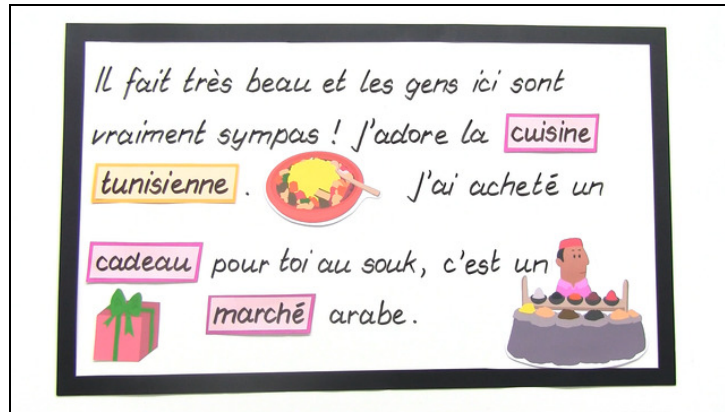 Il fait très beau et les gens ici sont
vraiment sympas ! J'adore la cuisine
tunisienne . J'ai acheté un
cadeau pour toi au souk, c'est un
marché arabe .